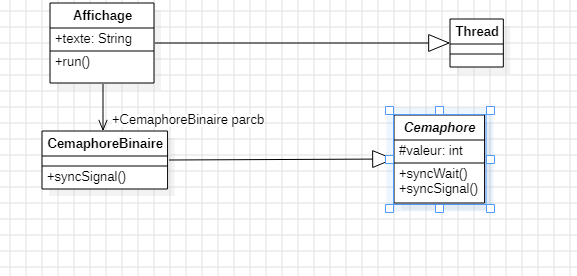 Affichage
+texte: String
+run()
Thread
+CemaphoreBinaire parcb
CemaphoreBinaire
+syncSignal()
Cemaphore
#valeur: int
+syncWait()
+syncSignal()